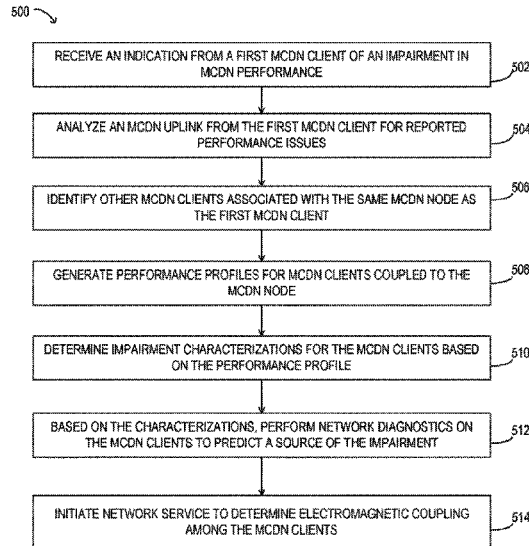 500
RECEIVE AN INDICATION FROM A FIRST MCDN CLIENT OF AN IMPAIRMENT IN
MCDN PERFORMANCE
502
ANALYZE AN MCDN UPLINK FROM THE FIRST MCDN CLIENT FOR REPORTED
PERFORMANCE ISSUES
504
IDENTIFY OTHER MCDN CLIENTS ASSOCIATED WITH THE SAME MCDN NODE AS
THE FIRST MCDN CLIENT
506
GENERATE PERFORMANCE PROFILES FOR MCDN CLIENTS COUPLED TO THE
MCDN NODE
508
DETERMINE IMPAIRMENT CHARACTERIZATIONS FOR THE MCDN CLIENTS BASED
ON THE PERFORMANCE PROFILE
510
BASED ON THE CHARACTERIZATIONS, PERFORM NETWORK DIAGNOSTICS ON
THE MCDN CLIENTS TO PREDICT A SOURCE OF THE IMPAIRMENT
512
INITIATE NETWORK SERVICE TO DETERMINE ELECTROMAGNETIC COUPLING
AMONG THE MCDN CLIENTS
514